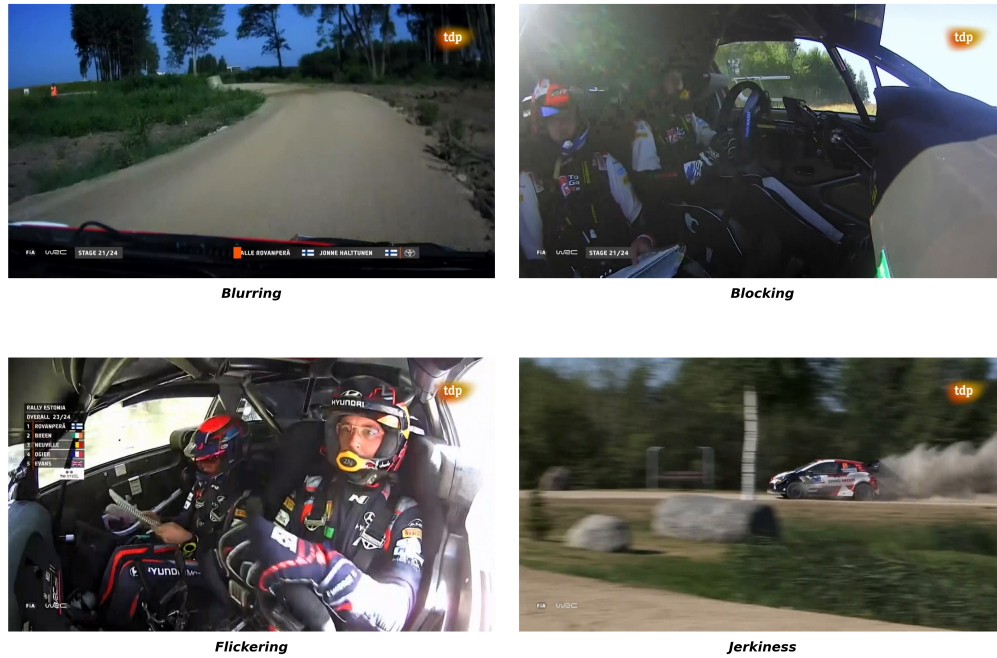 tdp
FIA WRC STAGE 21/24 ALLE ROVANPERÄ JONNE HALTTUNEN
Blurring
tdp
FIA WRC STAGE 21/24
Blocking
tdp
HYUNDAI
RALLY ESTONIA
OVERALL 23/24
1 ROVANPERÄ
2 BREEN
3 NEUVILLE
4 OGIER
5 EVANS
N
HYUNDAI
FIA WRC
Flickering
tdp
FIA WRC
Jerkiness